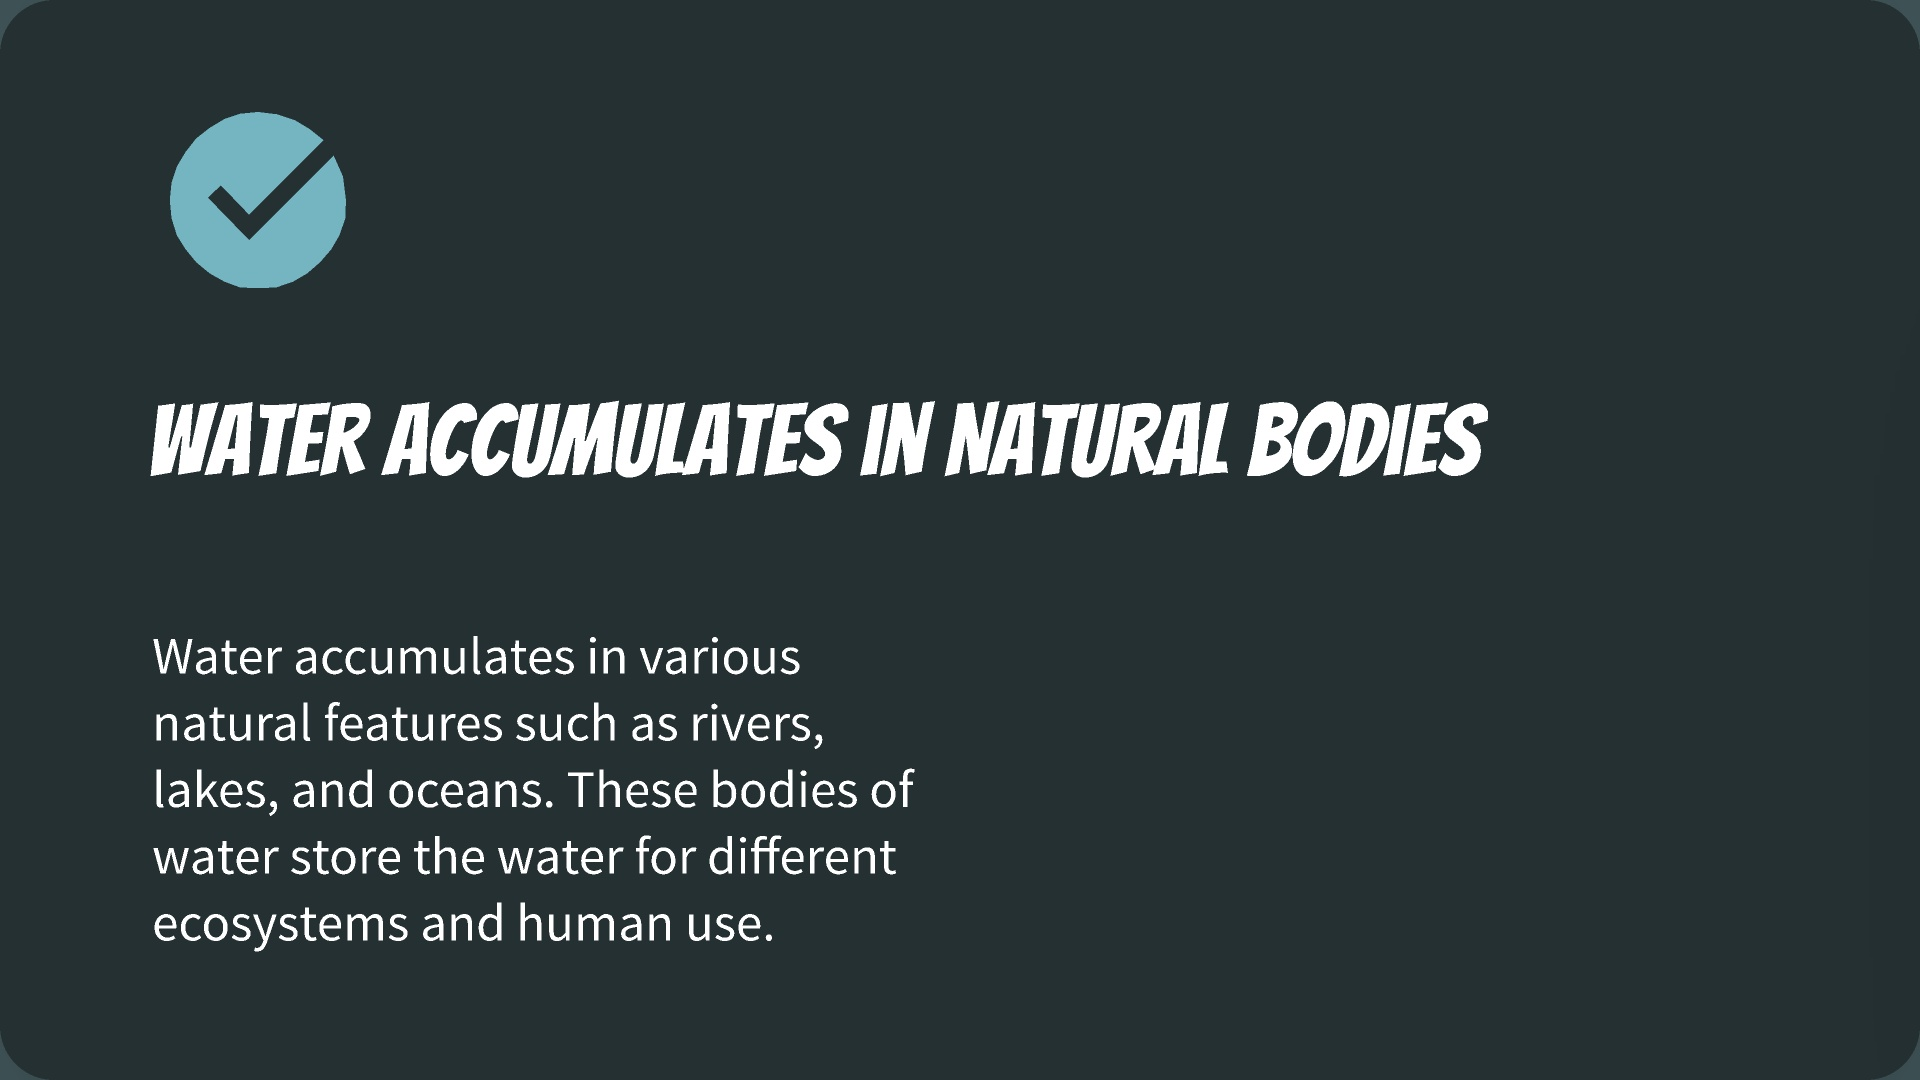 WATER ACCUMULATES IN NATURAL BODIES
Water accumulates in various
natural features such as rivers,
lakes, and oceans. These bodies of
water store the water for different
ecosystems and human use.